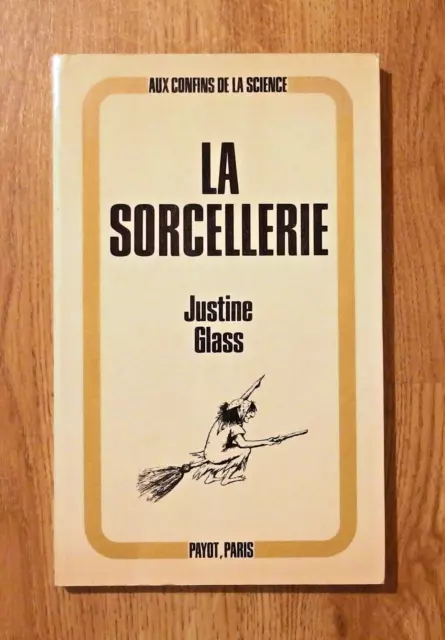 AUX CONFINS DE LA SCIENCE
LA
SORCELLERIE
Justine
Glass
PAYOT, PARIS